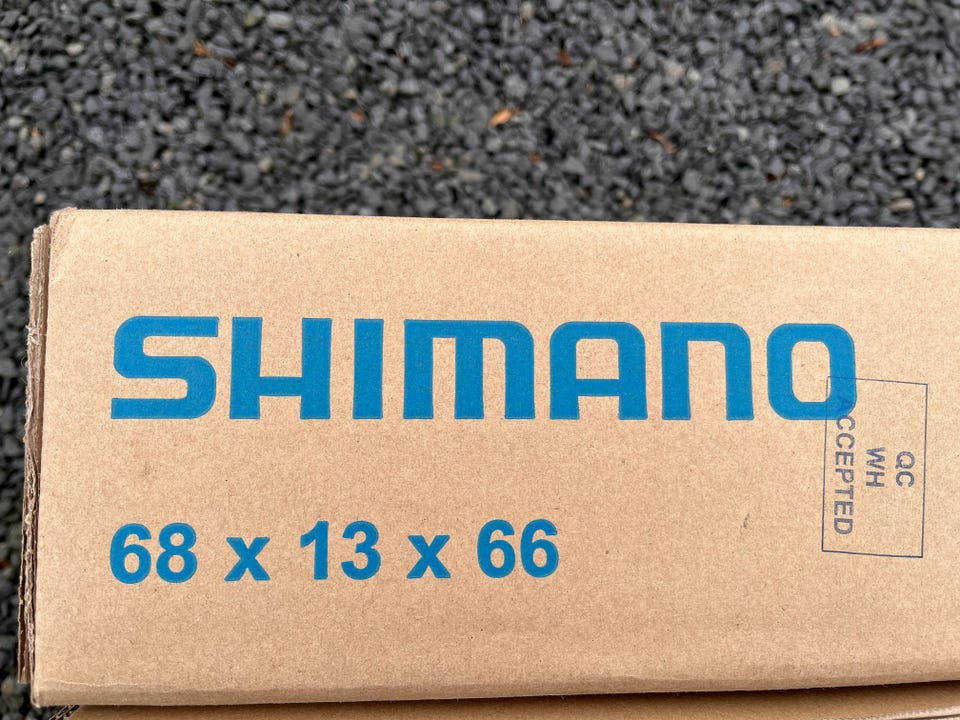 SHIMANO
68 x 13 x 66
QC
WH
ACCEPTED